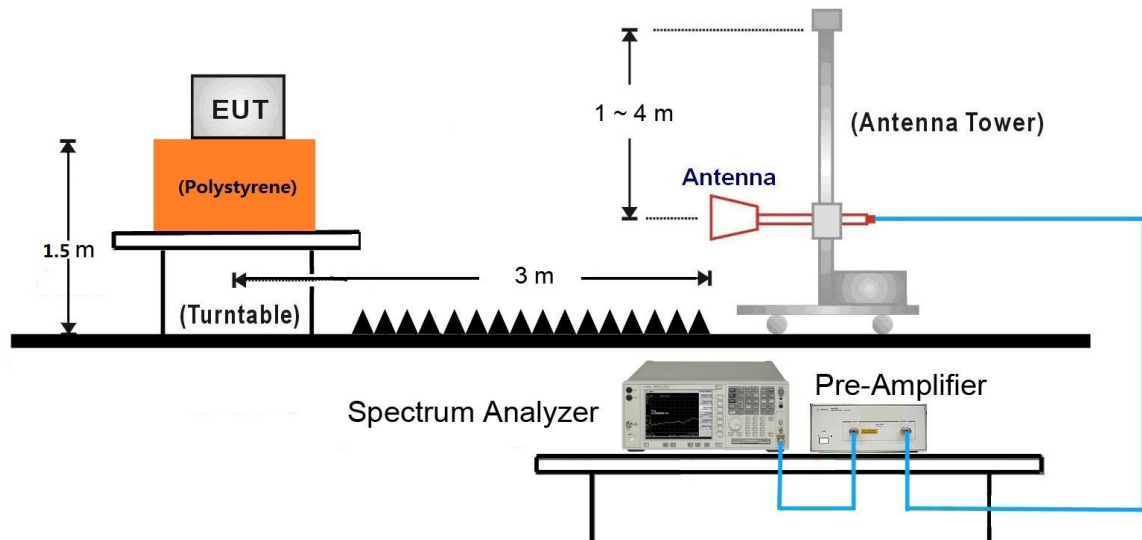 EUT
(Polystyrene)
1.5 m
(Turntable)
3 m
1 ~ 4 m
Antenna
(Antenna Tower)
Spectrum Analyzer
Pre-Amplifier